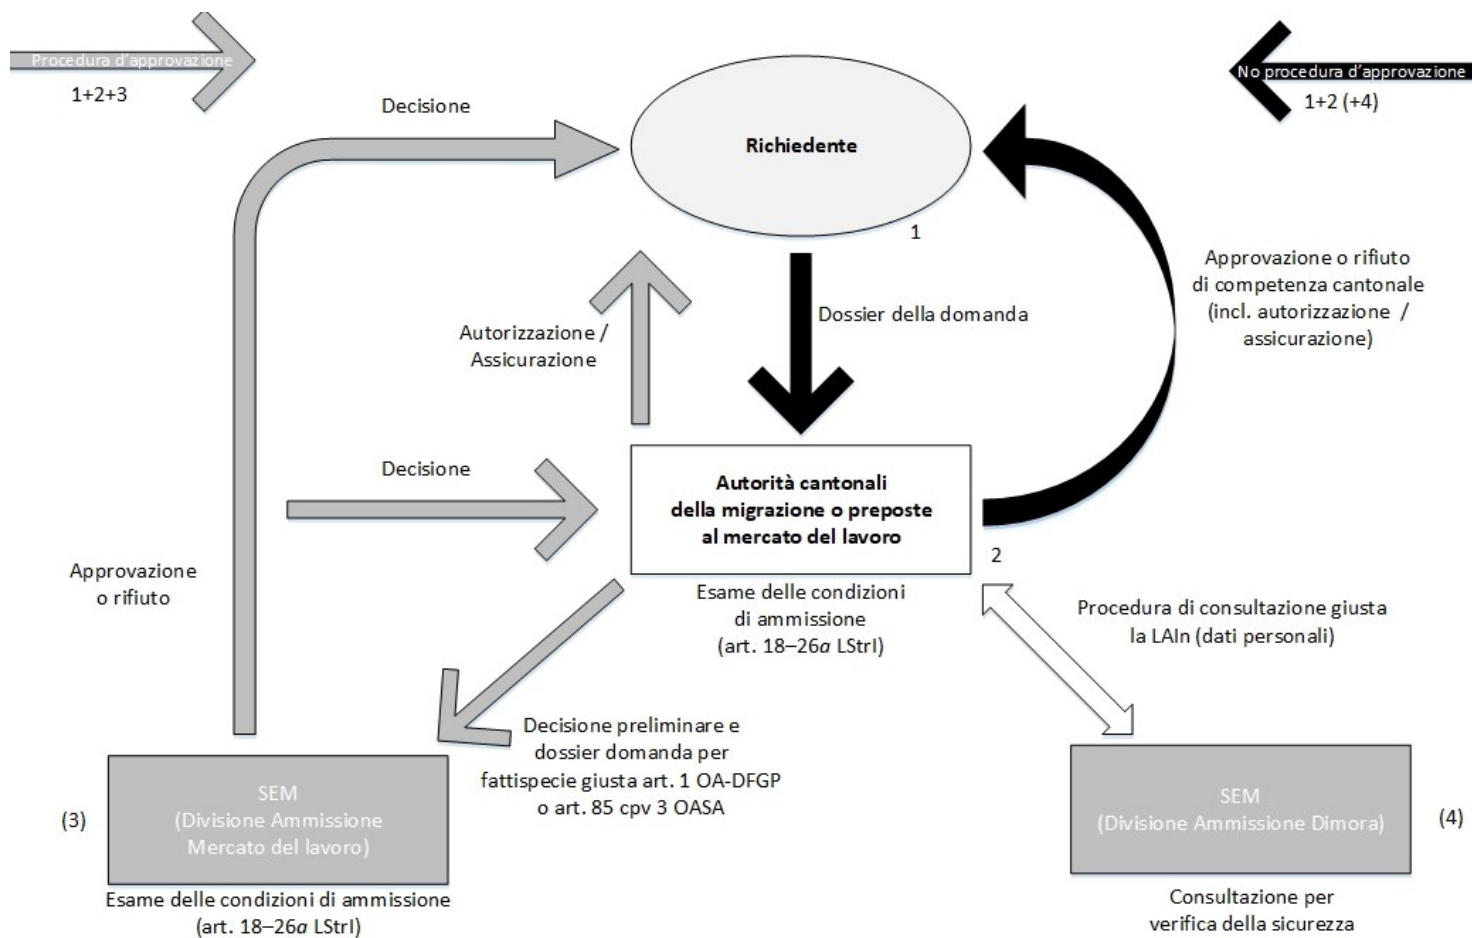 Procedura d'approvazione
1+2+3
No procedura d'approvazione
1+2 (+4)
Decisione
Richiedente
1
Approvazione o rifiuto
di competenza cantonale
(incl. autorizzazione /
assicurazione)
Dossier della domanda
Autorizzazione /
Assicurazione
Decisione
Autorità cantonali
della migrazione o preposte
al mercato del lavoro
2
Approvazione
o rifiuto
Esame delle condizioni
di ammissione
(art. 18–26a LStrI)
Procedura di consultazione giusta
la LAIn (dati personali)
Decisione preliminare e
dossier domanda per
fattispecie giusta art. 1 OA-DFGP
o art. 85 cpv 3 OASA
(3)
SEM
(Divisione Ammissione
Mercato del lavoro)
Esame delle condizioni di ammissione
(art. 18–26a LStrI)
SEM
(Divisione Ammissione Dimora)
(4)
Consultazione per
verifica della sicurezza